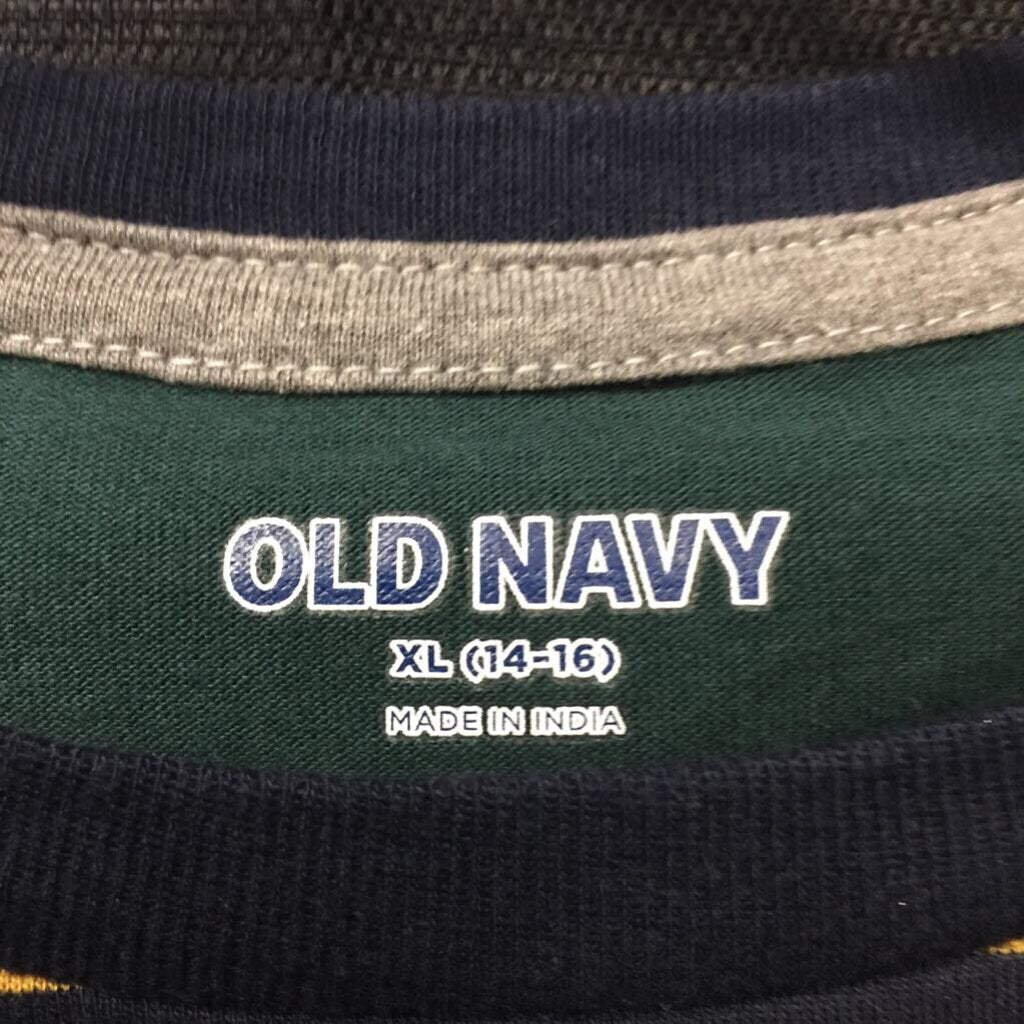 OLD NAVY
XL (14-16)
MADE IN INDIA